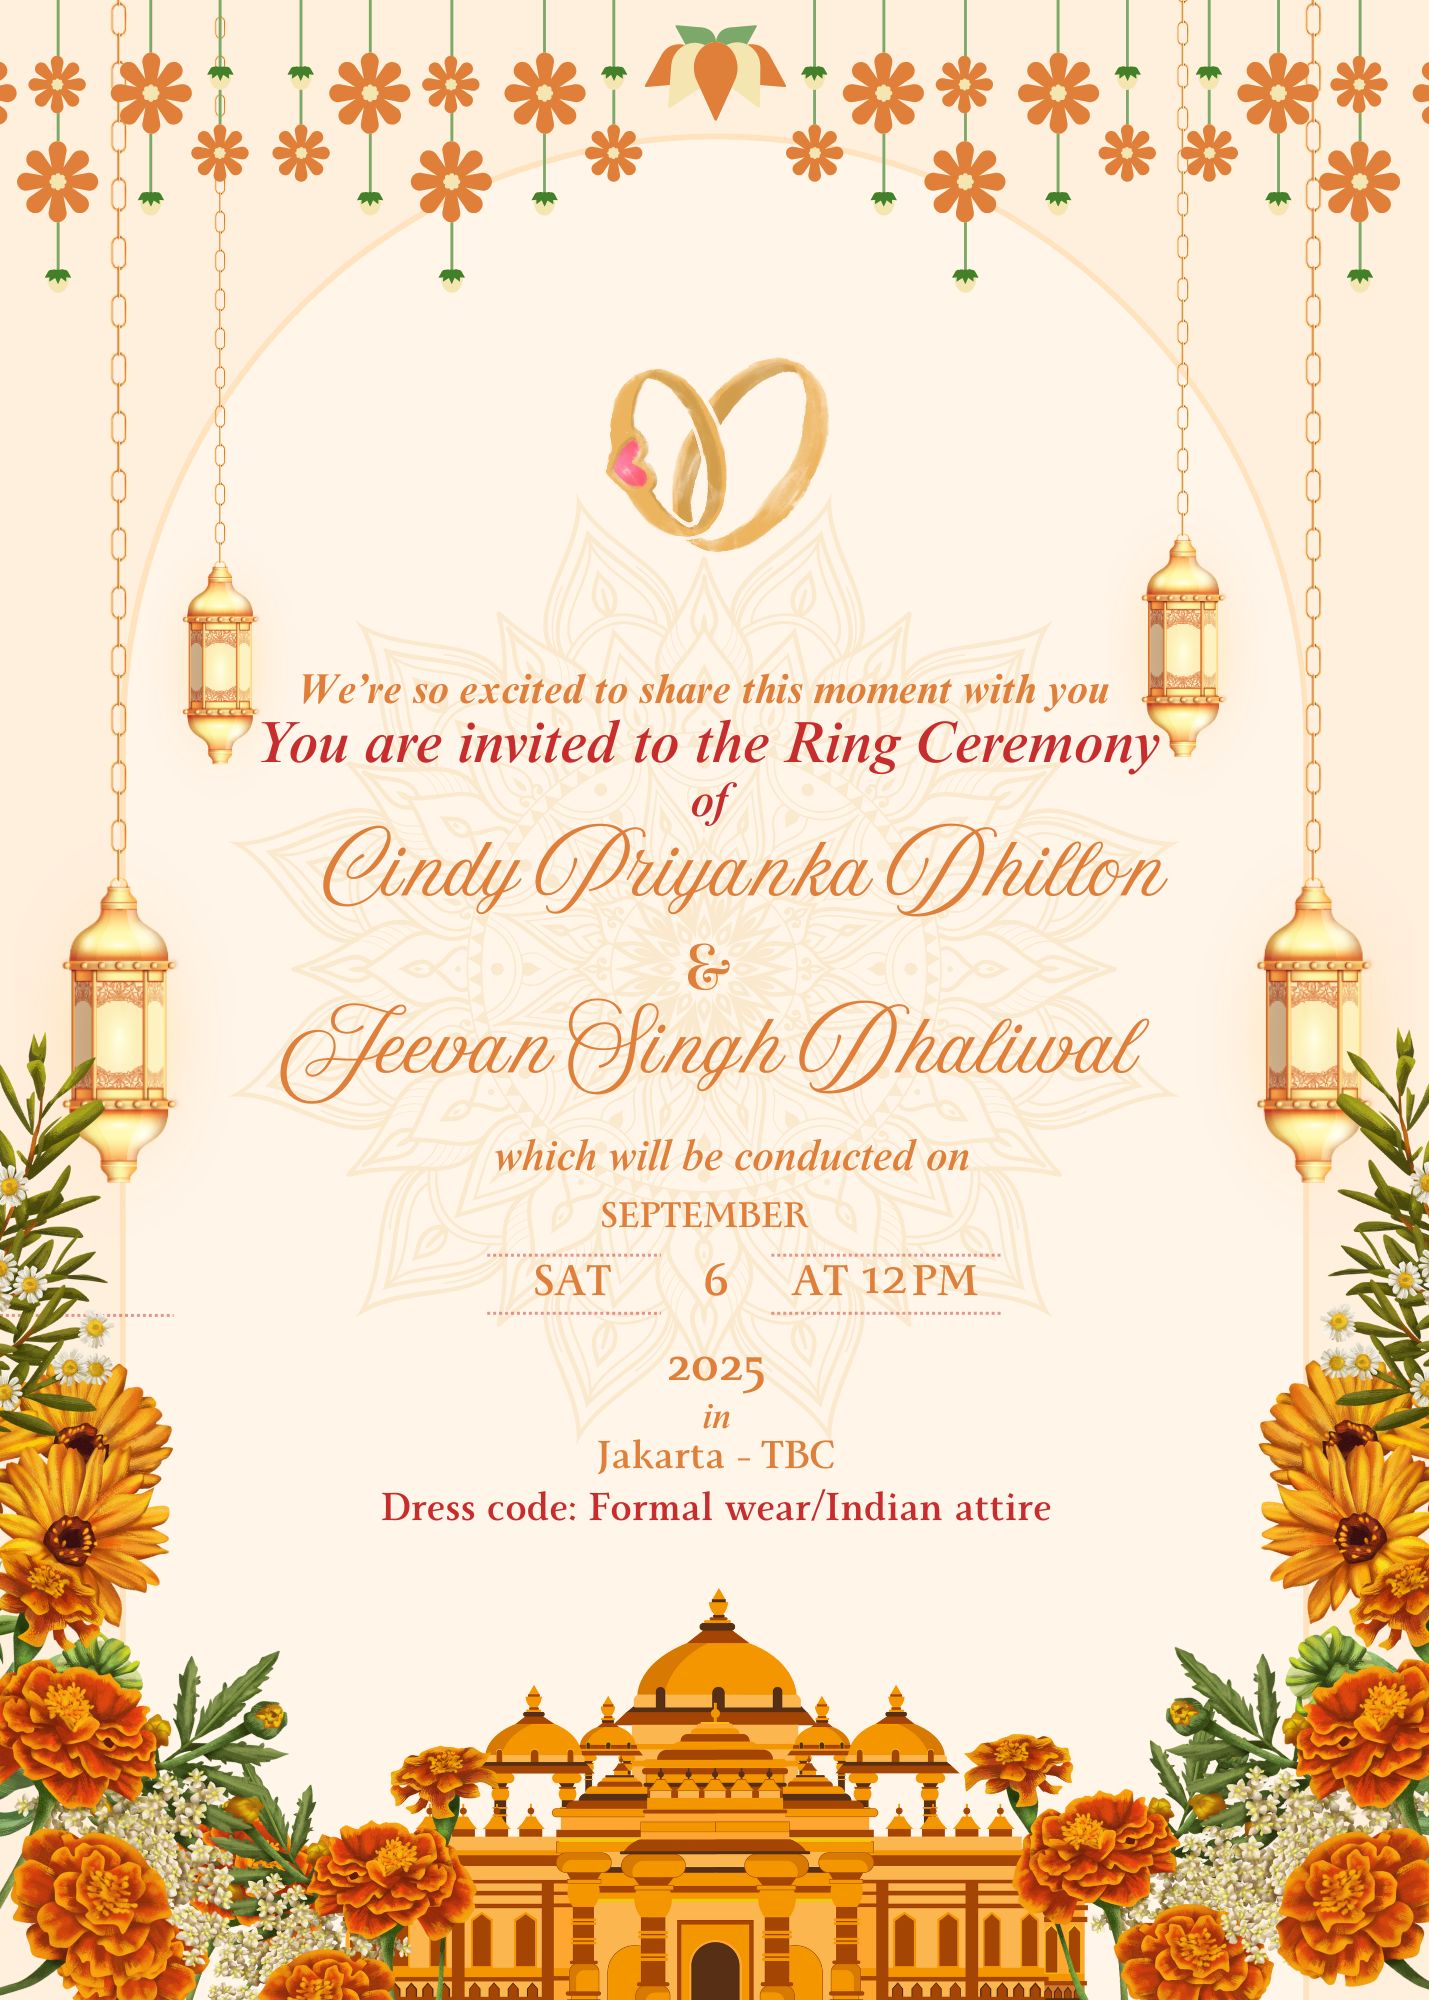 We’re so excited to share this moment with you
You are invited to the Ring Ceremony
of
Cindy Priyanka Dhillon
&
Jeevan Singh Dhaliwal
which will be conducted on
SEPTEMBER
SAT 6 AT 12PM
2025
in
Jakarta - TBC
Dress code: Formal wear/Indian attire